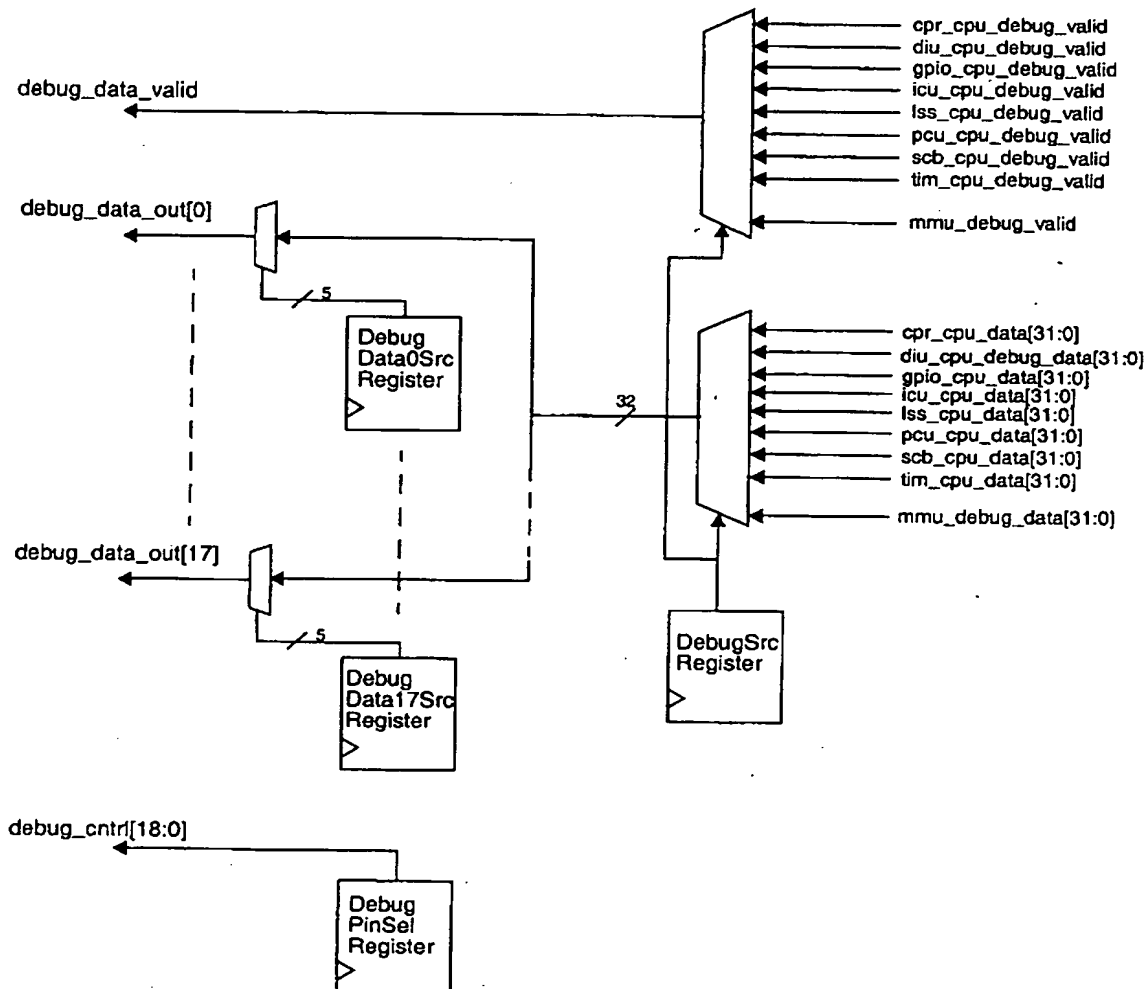 cpr_cpu_debug_valid
diu_cpu_debug_valid
gpio_cpu_debug_valid
icu_cpu_debug_valid
lss_cpu_debug_valid
pcu_cpu_debug_valid
scb_cpu_debug_valid
tim_cpu_debug_valid
mmu_debug_valid
debug_data_valid
debug_data_out[0]
5
Debug
Data0Src
Register
cpr_cpu_data[31:0]
diu_cpu_debug_data[31:0]
gpio_cpu_data[31:0]
icu_cpu_data[31:0]
lss_cpu_data[31:0]
pcu_cpu_data[31:0]
scb_cpu_data[31:0]
tim_cpu_data[31:0]
mmu_debug_data[31:0]
32
debug_data_out[17]
5
Debug
Data17Src
Register
DebugSrc
Register
debug_cntrl[18:0]
Debug
PinSel
Register